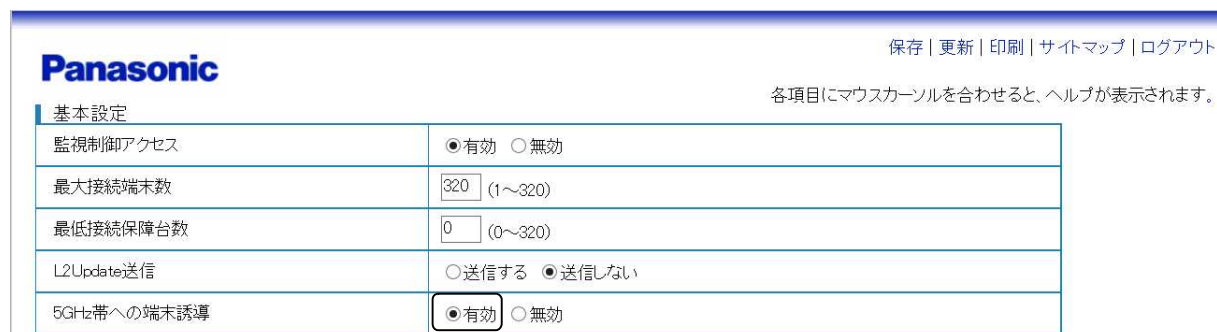 保存 | 更新 | 印刷 | サイトマップ | ログアウト
Panasonic
各項目にマウスカーソルを合わせると、ヘルプが表示されます。
基本設定
監視制御アクセス ◉有効 ○無効
最大接続端末数 320 (1～320)
最低接続保障台数 0 (0～320)
L2Update送信 ○送信する ◉送信しない
5GHz帯への端末誘導 ◉有効 ○無効